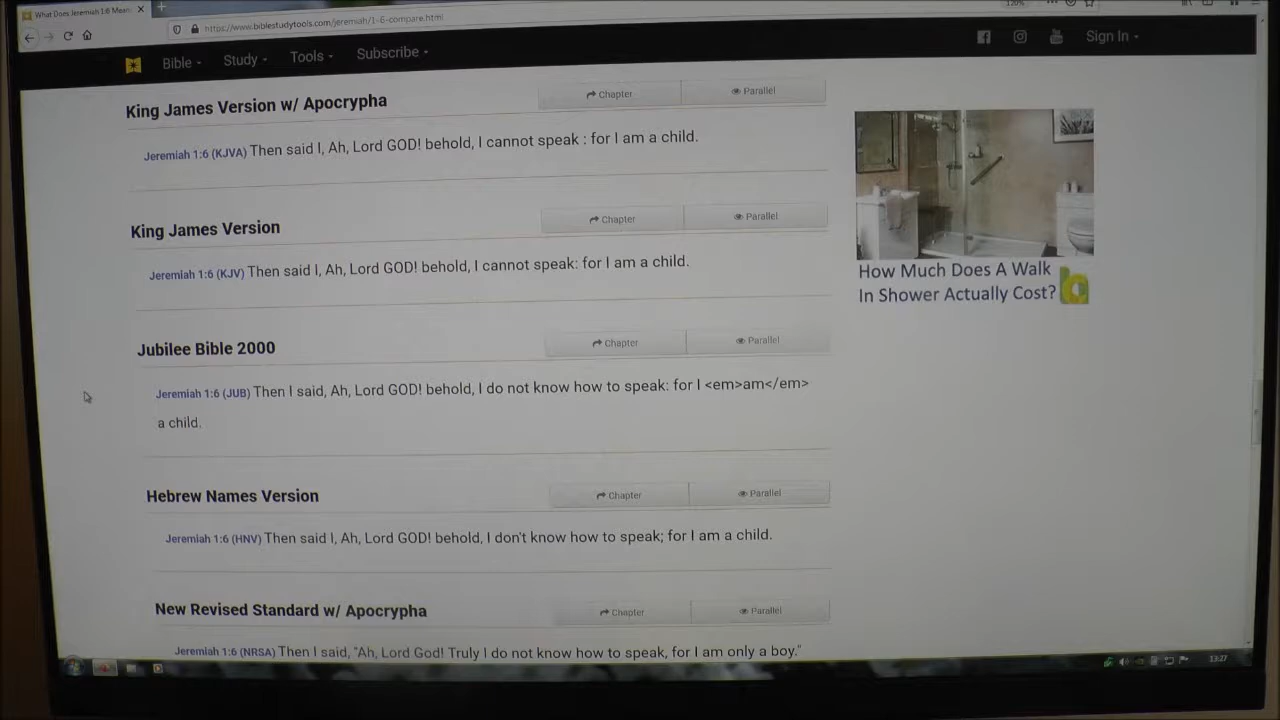 What Does Jeremiah 1:6 Mean
https://www.biblestudytools.com/jeremiah/1-6-compare.html
120%
Bible
Study
Tools
Subscribe
Sign In
King James Version w/ Apocrypha
Chapter
Parallel
Jeremiah 1:6 (KJVA) Then said I, Ah, Lord GOD! behold, I cannot speak : for I am a child.
King James Version
Chapter
Parallel
Jeremiah 1:6 (KJV) Then said I, Ah, Lord GOD! behold, I cannot speak: for I am a child.
Jubilee Bible 2000
Chapter
Parallel
Jeremiah 1:6 (JUB) Then I said, Ah, Lord GOD! behold, I do not know how to speak: for I <em>am</em>
a child.
Hebrew Names Version
Chapter
Parallel
Jeremiah 1:6 (HNV) Then said I, Ah, Lord GOD! behold, I don't know how to speak; for I am a child.
New Revised Standard w/ Apocrypha
Chapter
Parallel
Jeremiah 1:6 (NRSA) Then I said, "Ah, Lord God! Truly I do not know how to speak, for I am only a boy."
How Much Does A Walk
In Shower Actually Cost?
13:27